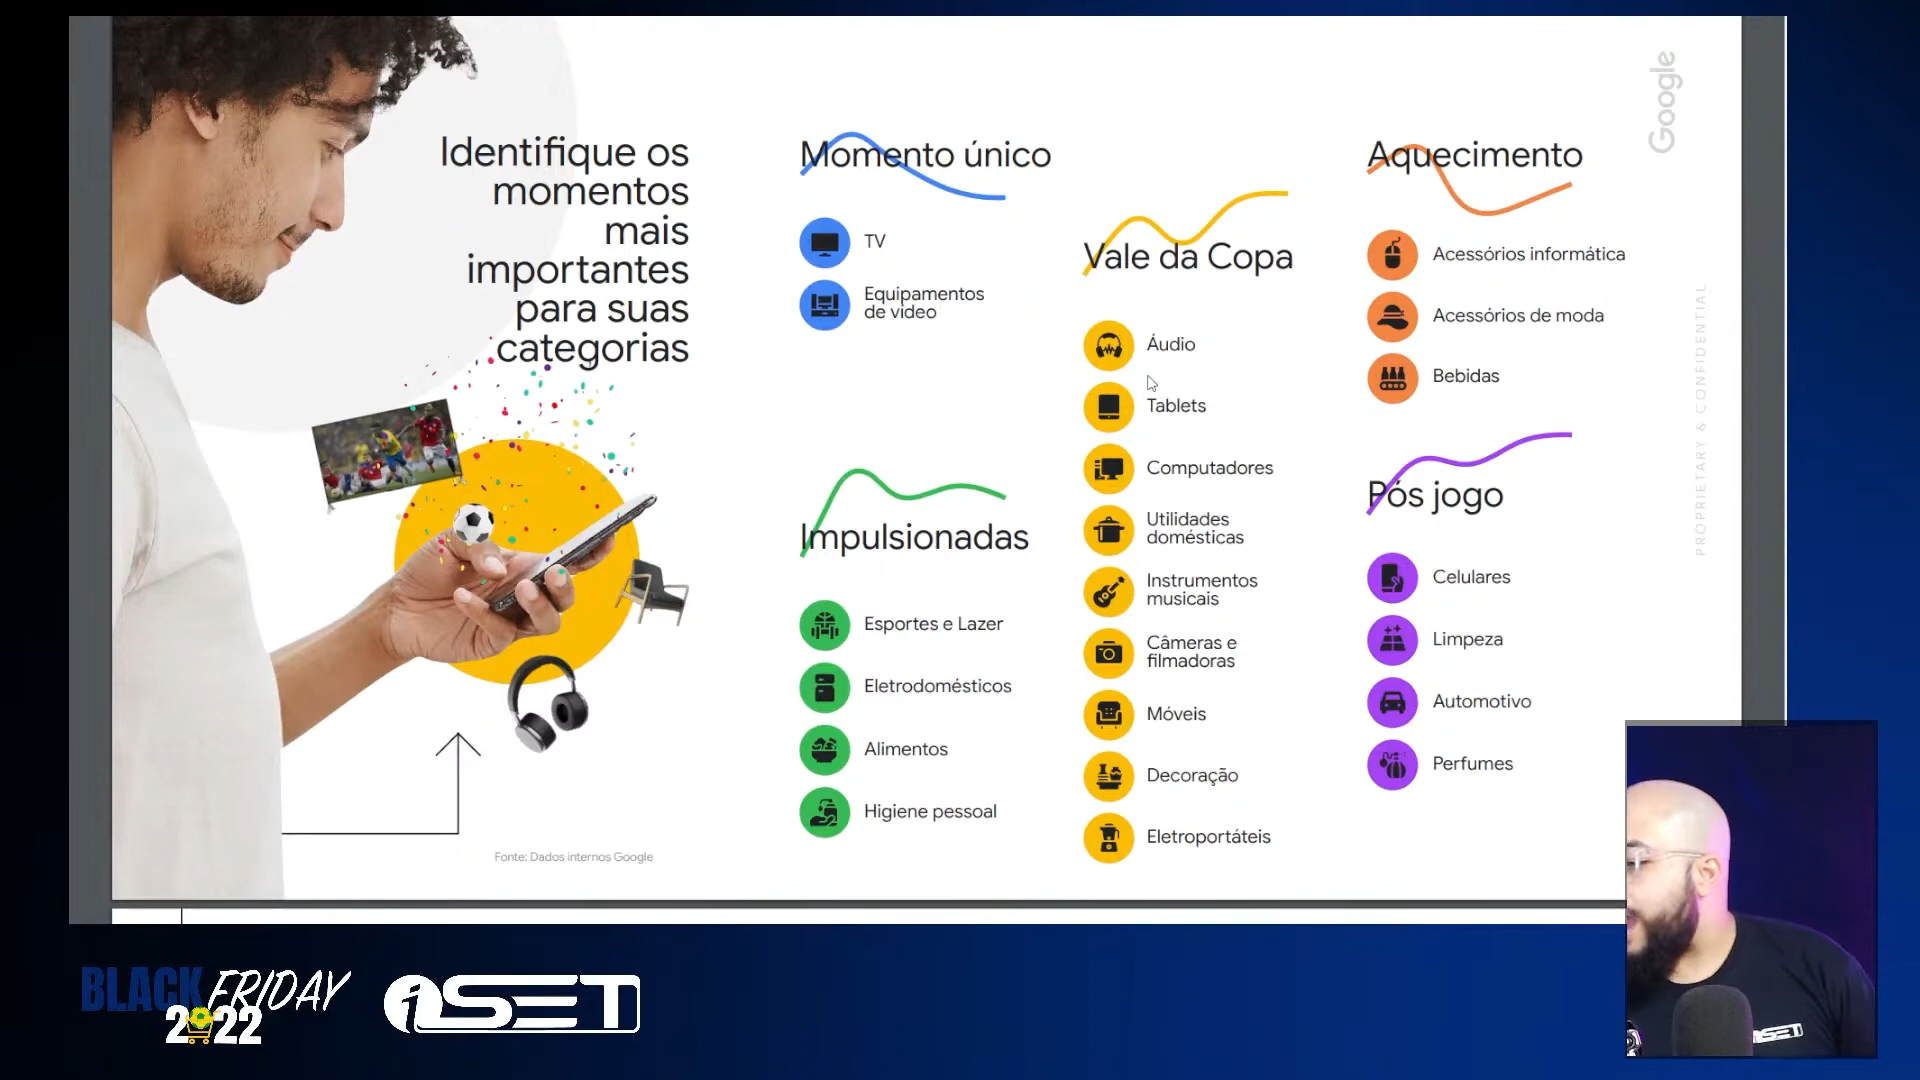 Identifique os
momentos
mais
importantes
para suas
categorias
Fonte: Dados internos Google
Momento único
TV
Equipamentos
de vídeo
Impulsionadas
Esportes e Lazer
Eletrodomésticos
Alimentos
Higiene pessoal
Vale da Copa
Áudio
Tablets
Computadores
Utilidades
domésticas
Instrumentos
musicais
Câmeras e
filmadoras
Móveis
Decoração
Eletroportáteis
Aquecimento
Acessórios informática
Acessórios de moda
Bebidas
Pós jogo
Celulares
Limpeza
Automotivo
Perfumes
Google
PROPRIETARY & CONFIDENTIAL
BLACK FRIDAY
2022
iSET
iSET